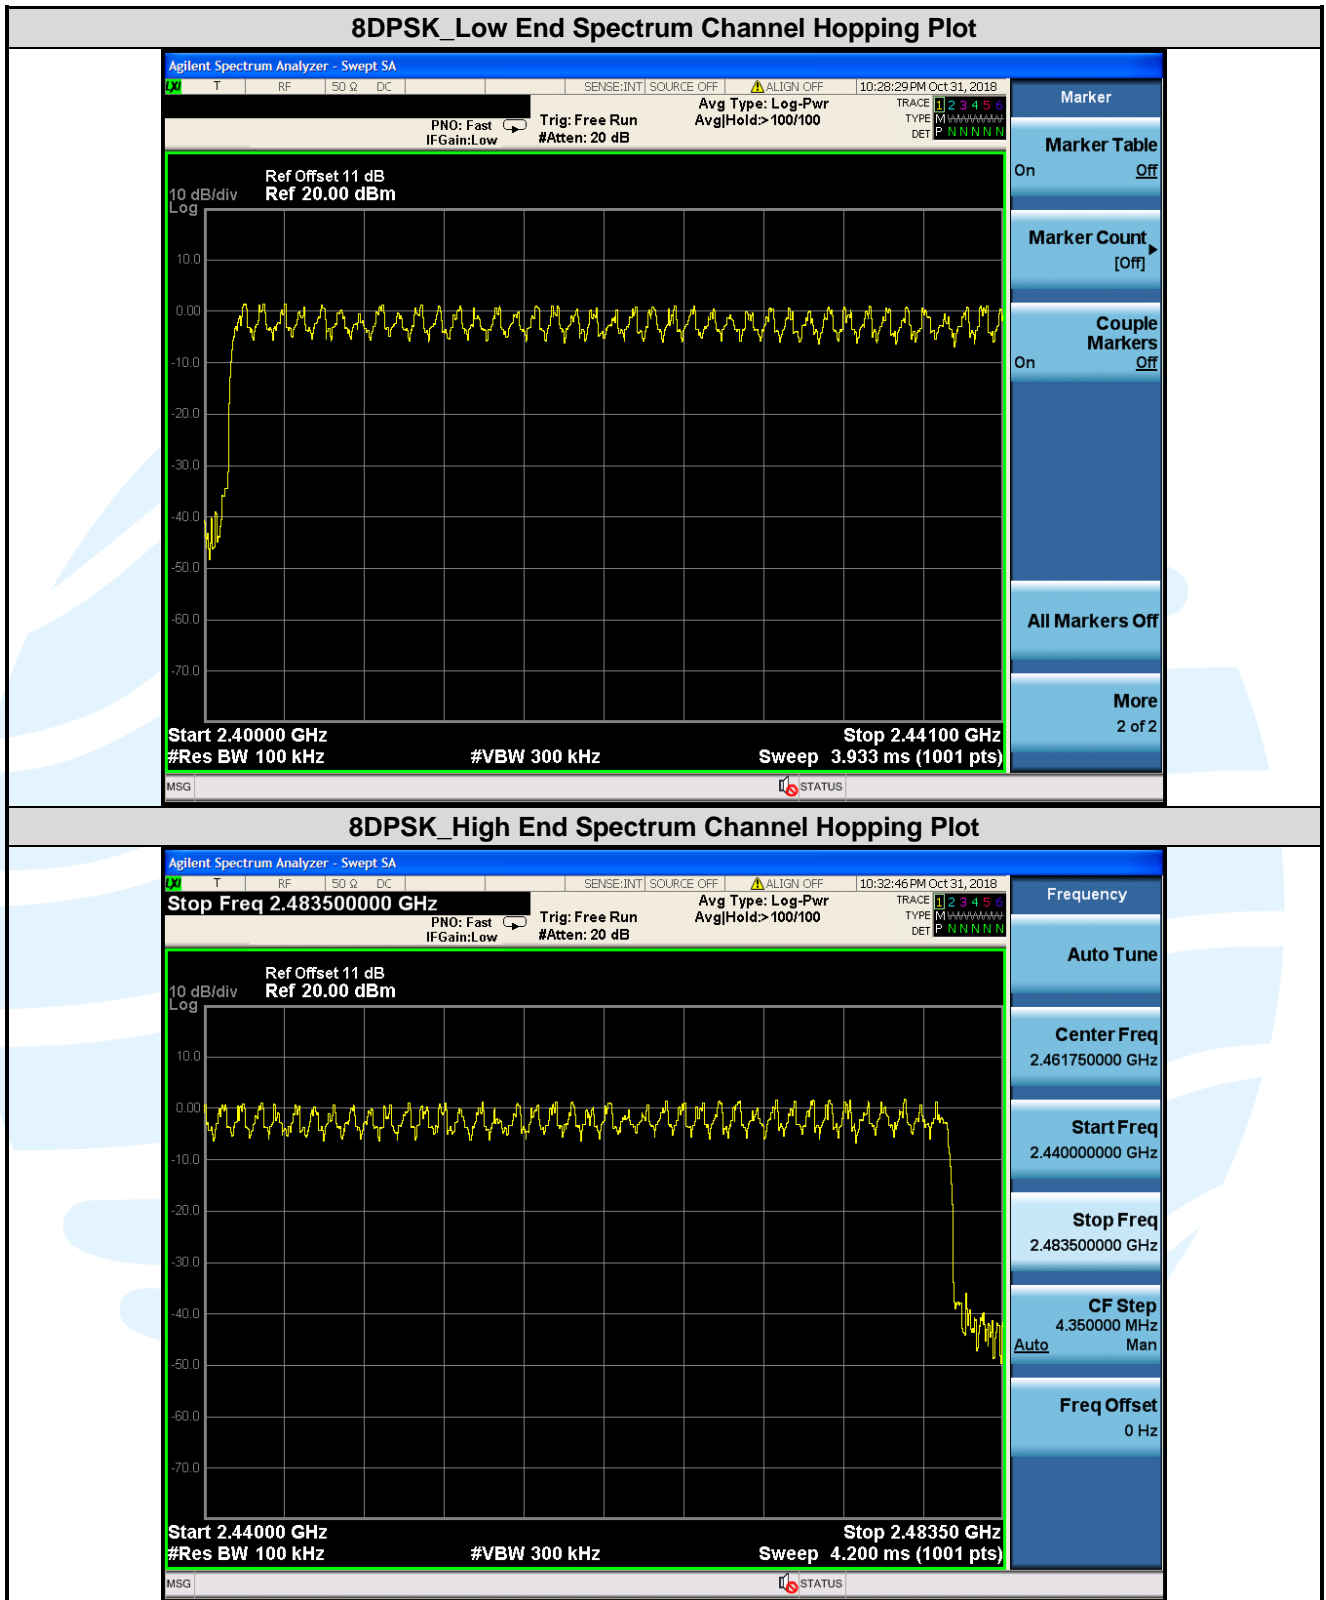 8DPSK_Low End Spectrum Channel Hopping Plot
Agilent Spectrum Analyzer - Swept SA
LXI T RF 50 Ω DC SENSE:INT SOURCE OFF ALIGN OFF 10:28:29 PM Oct 31, 2018
Avg Type: Log-Pwr
Avg|Hold:> 100/100
PNO: Fast
IFGain:Low
Trig: Free Run
#Atten: 20 dB
TRACE 1 2 3 4 5 6
TYPE M
DET P N N N N N
Ref Offset 11 dB
10 dB/div Ref 20.00 dBm
Log
10.0
0.00
-10.0
-20.0
-30.0
-40.0
-50.0
-60.0
-70.0
Start 2.40000 GHz Stop 2.44100 GHz
#Res BW 100 kHz #VBW 300 kHz Sweep 3.933 ms (1001 pts)
MSG STATUS
Marker
Marker Table
On Off
Marker Count
[Off]
Couple
Markers
On Off
All Markers Off
More
2 of 2
8DPSK_High End Spectrum Channel Hopping Plot
Agilent Spectrum Analyzer - Swept SA
LXI T RF 50 Ω DC SENSE:INT SOURCE OFF ALIGN OFF 10:32:46 PM Oct 31, 2018
Stop Freq 2.483500000 GHz
Avg Type: Log-Pwr
Avg|Hold:> 100/100
PNO: Fast
IFGain:Low
Trig: Free Run
#Atten: 20 dB
TRACE 1 2 3 4 5 6
TYPE M
DET P N N N N N
Ref Offset 11 dB
10 dB/div Ref 20.00 dBm
Log
10.0
0.00
-10.0
-20.0
-30.0
-40.0
-50.0
-60.0
-70.0
Start 2.44000 GHz Stop 2.48350 GHz
#Res BW 100 kHz #VBW 300 kHz Sweep 4.200 ms (1001 pts)
MSG STATUS
Frequency
Auto Tune
Center Freq
2.461750000 GHz
Start Freq
2.440000000 GHz
Stop Freq
2.483500000 GHz
CF Step
4.350000 MHz
Auto Man
Freq Offset
0 Hz